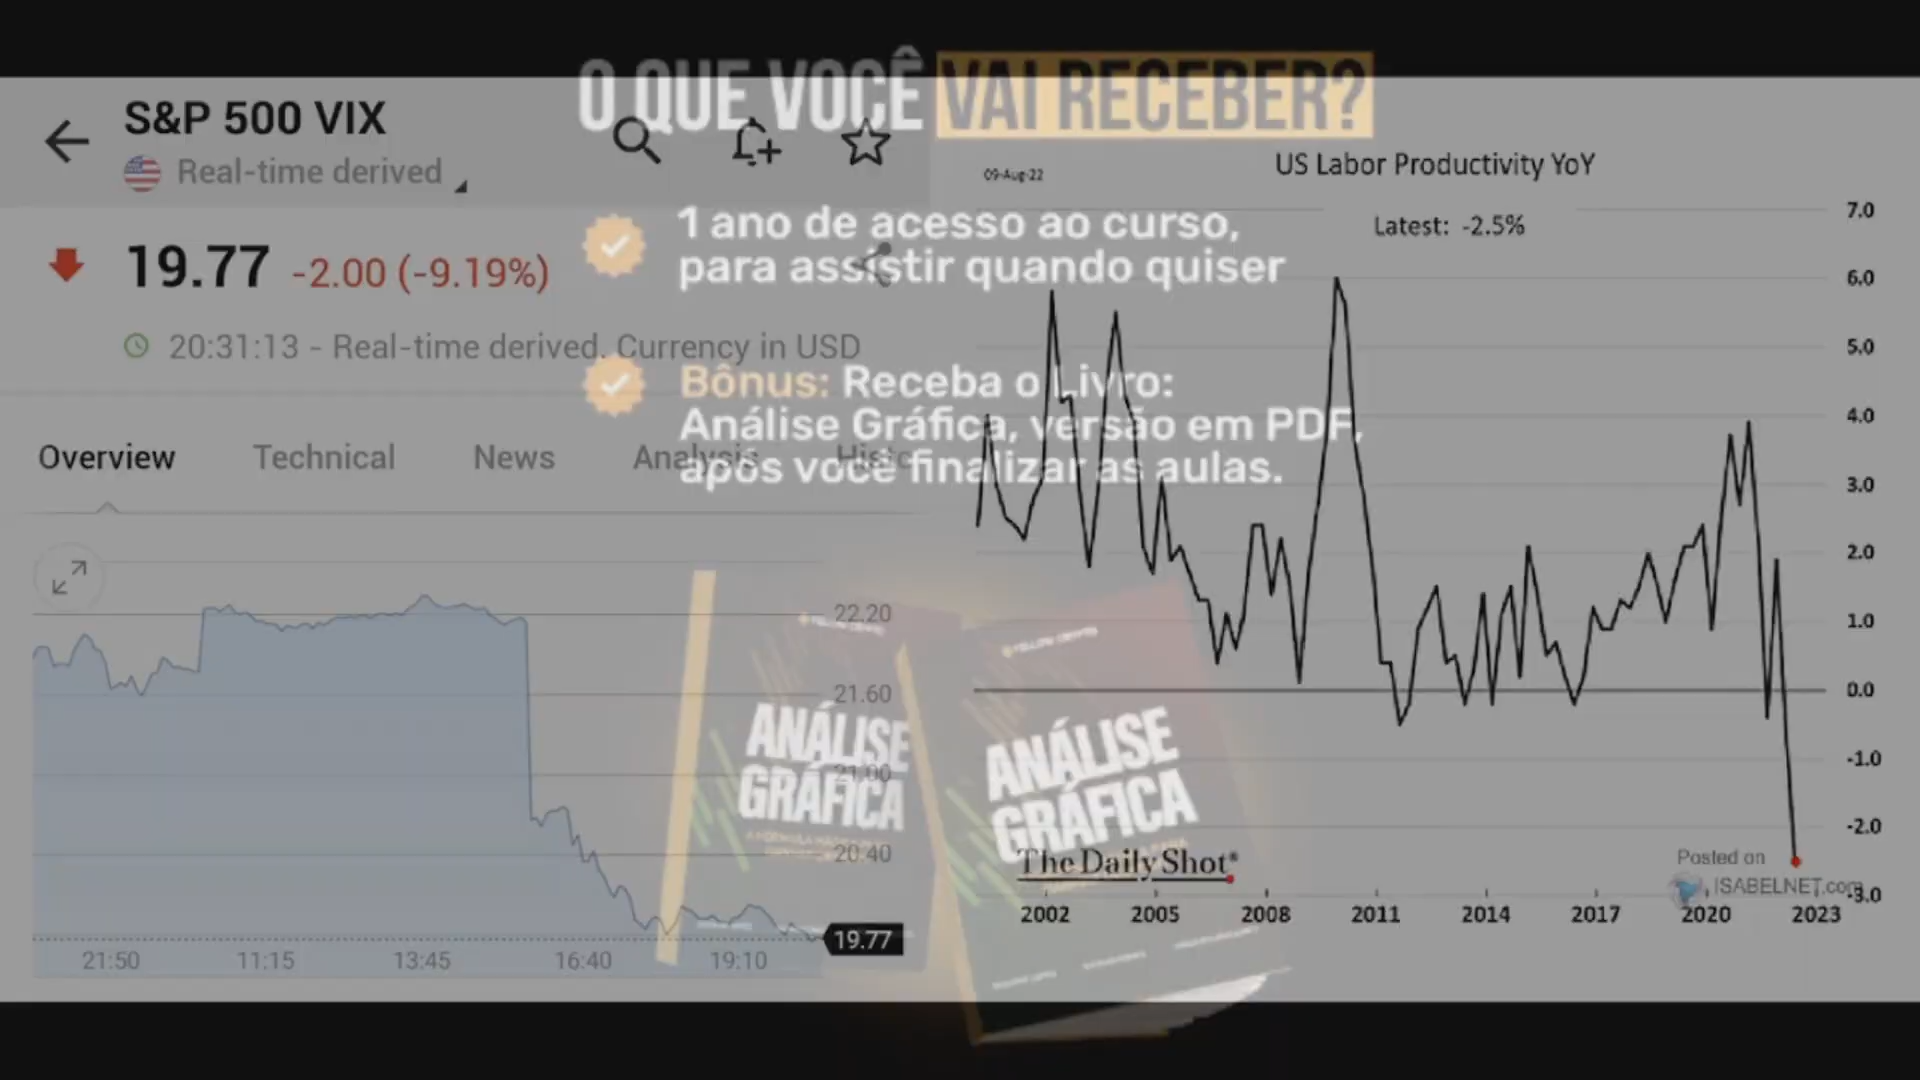 O QUE VOCÊ VAI RECEBER?
S&P 500 VIX
Real-time derived
19.77 -2.00 (-9.19%)
20:31:13 - Real-time derived. Currency in USD
Overview Technical News Analysis Histo
1 ano de acesso ao curso,
para assistir quando quiser
Bônus: Receba o Livro:
Análise Gráfica, versão em PDF,
após você finalizar as aulas.
22.20
21.60
21.00
20.40
19.77
21:50 11:15 13:45 16:40 19:10
ANÁLISE
GRÁFICA
ANÁLISE
GRÁFICA
09-Aug-22
US Labor Productivity YoY
Latest: -2.5%
7.0
6.0
5.0
4.0
3.0
2.0
1.0
0.0
-1.0
-2.0
-3.0
The Daily Shot
Posted on
ISABELNET.com
2002 2005 2008 2011 2014 2017 2020 2023